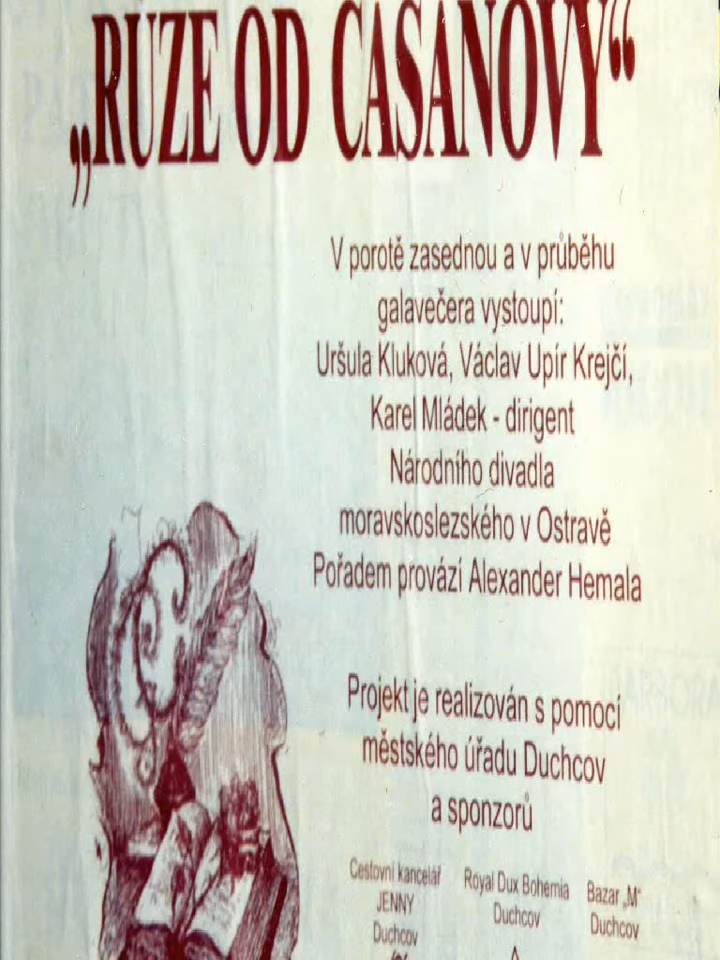 „RŮŽE OD CASANOVY“
V porotě zasednou a v průběhu
galavečera vystoupí:
Uršula Kluková, Václav Upír Krejčí,
Karel Mládek - dirigent
Národního divadla
moravskoslezského v Ostravě
Pořadem provází Alexander Hemala
Projekt je realizován s pomocí
městského úřadu Duchcov
a sponzorů
Cestovní kancelář
JENNY
Duchcov
Royal Dux Bohemia
Duchcov
Bazar „M“
Duchcov